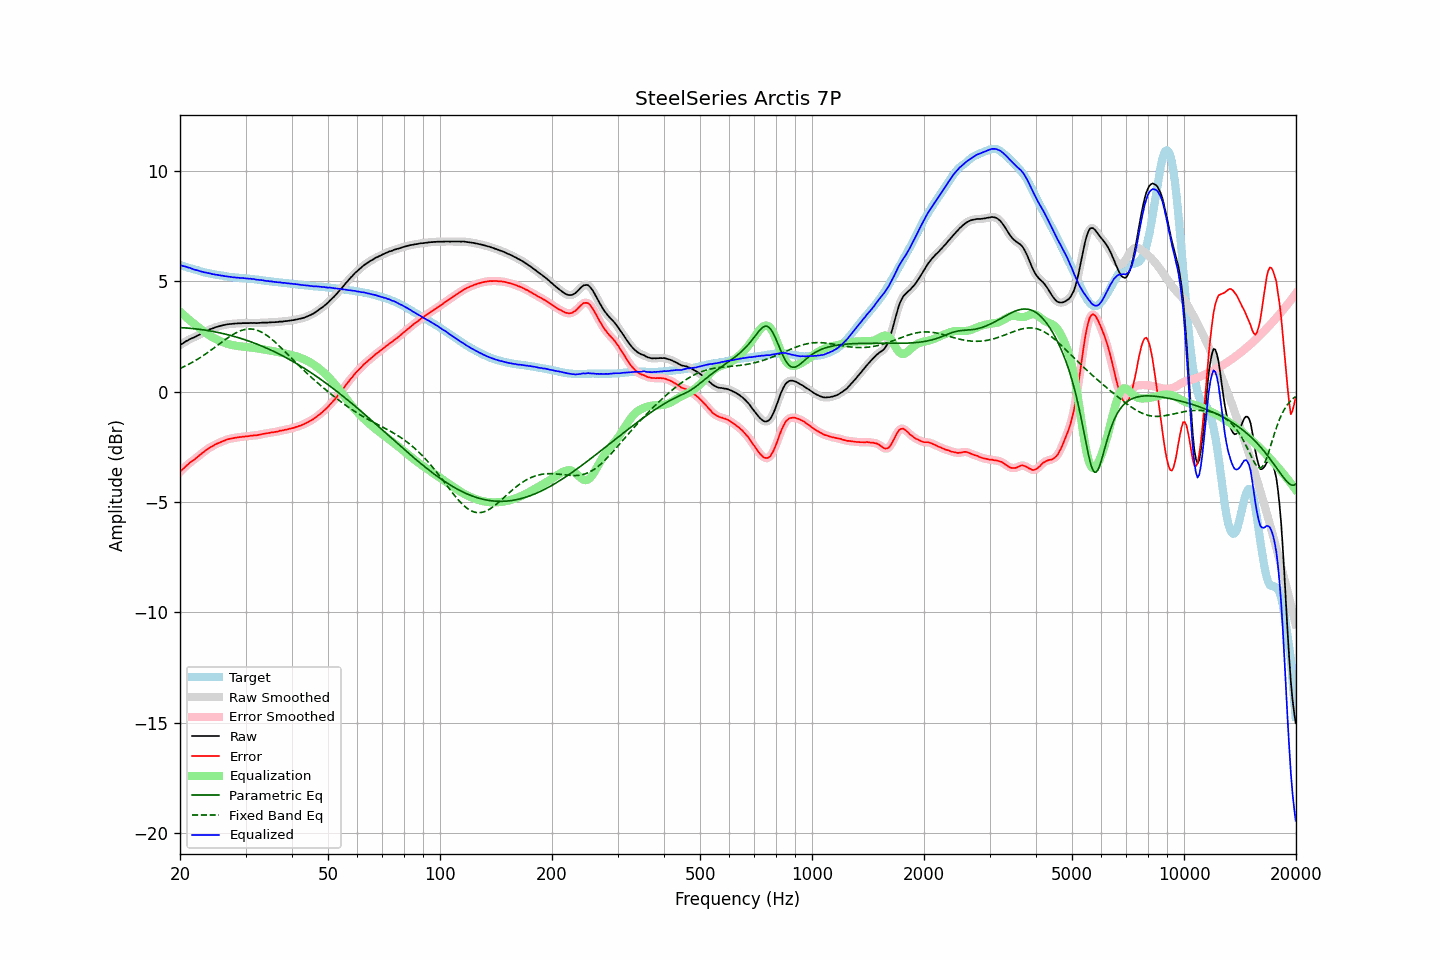 SteelSeries Arctis 7P
Amplitude (dBr)
10
5
0
−5
−10
−15
−20
Target
Raw Smoothed
Error Smoothed
Raw
Error
Equalization
Parametric Eq
Fixed Band Eq
Equalized
20 50 100 200 500 1000 2000 5000 10000 20000
Frequency (Hz)